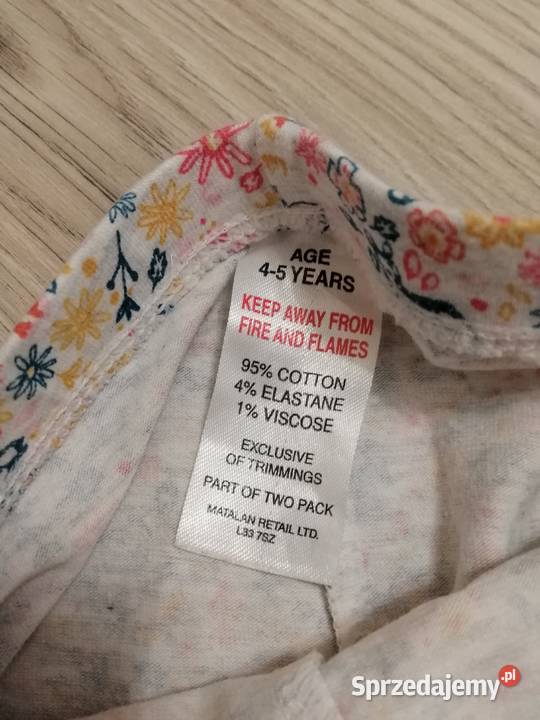 AGE
4-5 YEARS
KEEP AWAY FROM
FIRE AND FLAMES
95% COTTON
4% ELASTANE
1% VISCOSE
EXCLUSIVE
OF TRIMMINGS
PART OF TWO PACK
MATALAN RETAIL LTD.
L33 7SZ
Sprzedajemy.pl